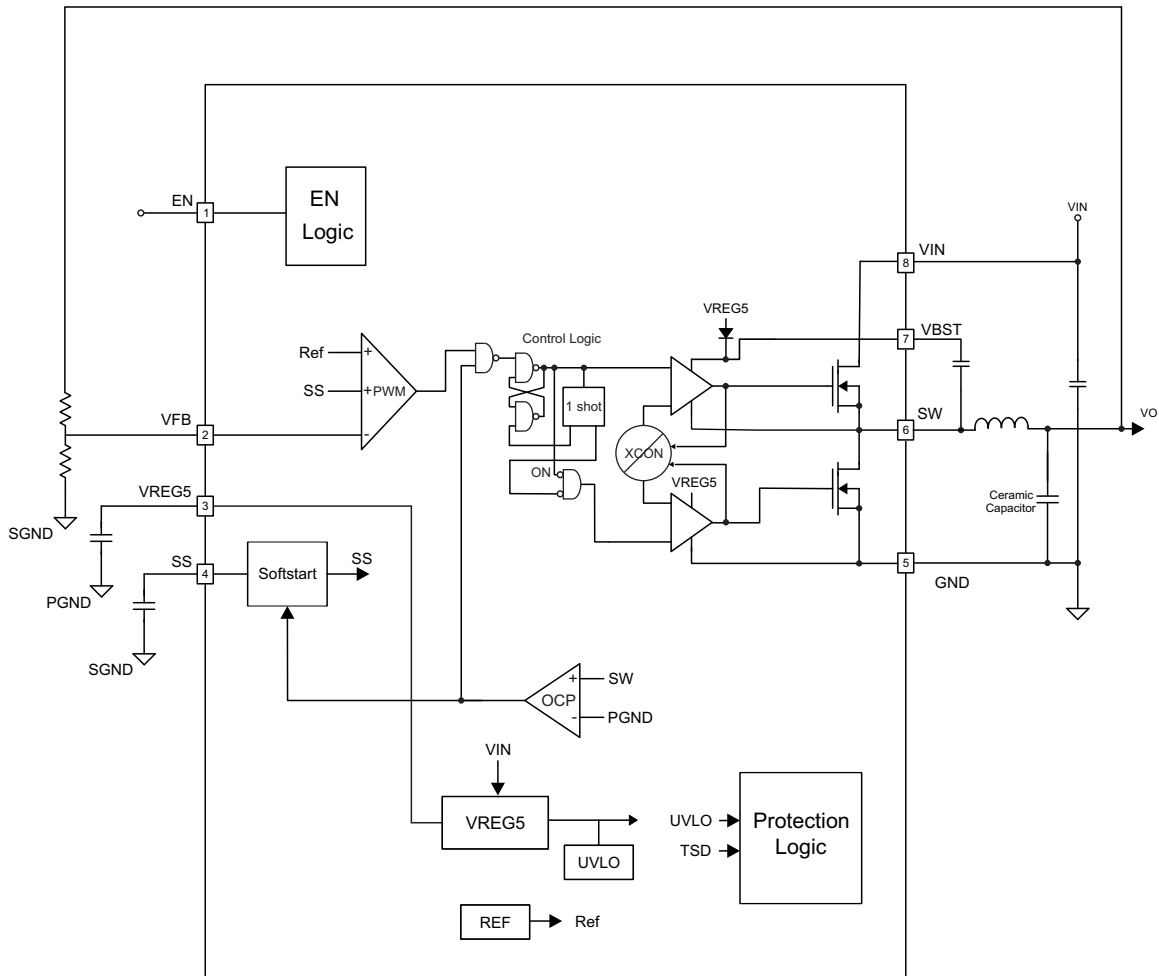 EN
1
EN
Logic
VIN
VIN
8
VREG5
VBST
7
Control Logic
Ref
+
SS
+
PWM
-
1 shot
VFB
2
SW
6
VO
XCON
ON
VREG5
VREG5
3
Ceramic
Capacitor
SGND
SS
4
Softstart
SS
5
GND
PGND
SGND
+
SW
OCP
-
PGND
VIN
VREG5
UVLO
UVLO
TSD
Protection
Logic
REF
Ref